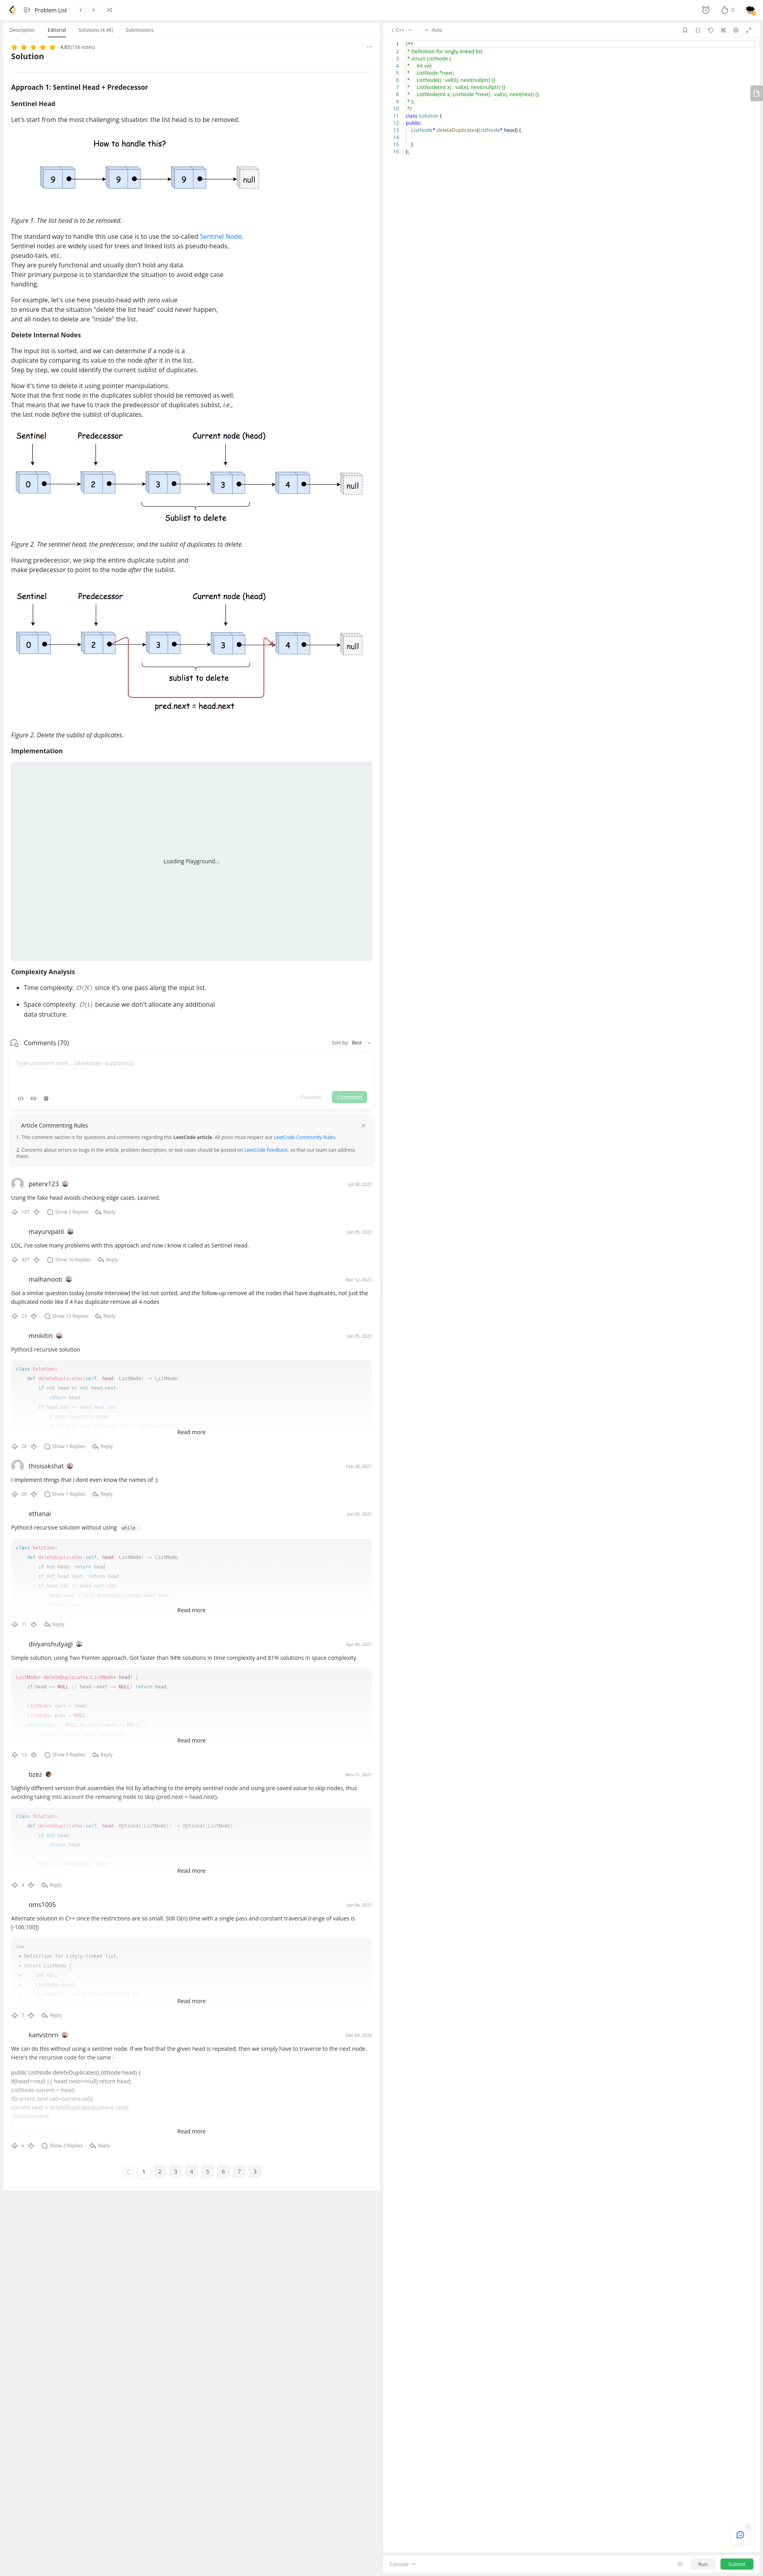 Problem List
0
Description Editorial Solutions (4.4K) Submissions
4.83 (156 votes)
Solution
Approach 1: Sentinel Head + Predecessor
Sentinel Head
Let's start from the most challenging situation: the list head is to be removed.
How to handle this?
9 9 9 null
Figure 1. The list head is to be removed.
The standard way to handle this use case is to use the so-called Sentinel Node.
Sentinel nodes are widely used for trees and linked lists as pseudo-heads,
pseudo-tails, etc.
They are purely functional and usually don't hold any data.
Their primary purpose is to standardize the situation to avoid edge case
handling.
For example, let's use here pseudo-head with zero value
to ensure that the situation "delete the list head" could never happen,
and all nodes to delete are "inside" the list.
Delete Internal Nodes
The input list is sorted, and we can determine if a node is a
duplicate by comparing its value to the node after it in the list.
Step by step, we could identify the current sublist of duplicates.
Now it's time to delete it using pointer manipulations.
Note that the first node in the duplicates sublist should be removed as well.
That means that we have to track the predecessor of duplicates sublist, i.e.,
the last node before the sublist of duplicates.
Sentinel Predecessor Current node (head)
0 2 3 3 4 null
Sublist to delete
Figure 2. The sentinel head, the predecessor, and the sublist of duplicates to delete.
Having predecessor, we skip the entire duplicate sublist and
make predecessor to point to the node after the sublist.
Sentinel Predecessor Current node (head)
0 2 3 3 4 null
sublist to delete
pred.next = head.next
Figure 2. Delete the sublist of duplicates.
Implementation
Loading Playground...
Complexity Analysis
• Time complexity: O(N) since it's one pass along the input list.
• Space complexity: O(1) because we don't allocate any additional
data structure.
Comments (70)
Sort by: Best
Type comment here... (Markdown supported)
Preview Comment
Article Commenting Rules
1. This comment section is for questions and comments regarding this LeetCode article. All posts must respect our LeetCode Community Rules.
2. Concerns about errors or bugs in the article, problem description, or test cases should be posted on LeetCode Feedback, so that our team can address
them.
peterx123 Jul 30, 2021
Using the fake head avoids checking edge cases. Learned.
137 Show 2 Replies Reply
mayurvpatil Jan 05, 2021
LOL, I've solve many problems with this approach and now i know it called as Sentinel Head.
337 Show 16 Replies Reply
malhanooti Mar 12, 2021
Got a similar question today (onsite interview) the list not sorted, and the follow-up remove all the nodes that have duplicates, not just the
duplicated node like if 4 has duplicate remove all 4 nodes
23 Show 10 Replies Reply
mnikitin Jan 05, 2021
Python3 recursive solution
class Solution:
def deleteDuplicates(self, head: ListNode) -> ListNode:
if not head or not head.next:
return head
if head.val == head.next.val:
Read more
28 Show 1 Replies Reply
thisisakshat Feb 28, 2021
I implement things that I dont even know the names of :)
20 Show 1 Replies Reply
ethanai Jan 05, 2021
Python3 recursive solution without using while :
class Solution:
def deleteDuplicates(self, head: ListNode) -> ListNode:
if not head: return head
if not head.next: return head
if head.val != head.next.val:
head.next = self.deleteDuplicates(head.next)
Read more
11 Reply
divyanshutyagi Apr 06, 2021
Simple solution, using Two Pointer approach. Got faster than 94% solutions in time complexity and 81% solutions in space complexity.
ListNode* deleteDuplicates(ListNode* head) {
if(head == NULL || head->next == NULL) return head;
ListNode* curr = head;
ListNode* prev = NULL;
Read more
13 Show 3 Replies Reply
bzez Nov 11, 2021
Slightly different version that assembles the list by attaching to the empty sentinel node and using pre-saved value to skip nodes, thus
avoiding taking into account the remaining node to skip (pred.next = head.next).
class Solution:
def deleteDuplicates(self, head: Optional[ListNode]) -> Optional[ListNode]:
if not head:
return head
Read more
4 Reply
oms1005 Jan 06, 2021
Alternate solution in C++ since the restrictions are so small. Still O(n) time with a single pass and constant traversal (range of values is
[-100,100])
/**
* Definition for singly-linked list.
* struct ListNode {
* int val;
* ListNode *next;
Read more
7 Reply
kanvstnrn Dec 09, 2020
We can do this without using a sentinel node. If we find that the given head is repeated, then we simply have to traverse to the next node.
Here's the recursive code for the same -
public ListNode deleteDuplicates(ListNode head) {
if(head==null || head.next==null) return head;
ListNode current = head;
if(current.next.val!=current.val){
current.next = deleteDuplicates(current.next);
return current;
Read more
6 Show 2 Replies Reply
1 2 3 4 5 6 7
C++ Auto
1 /**
2 * Definition for singly-linked list.
3 * struct ListNode {
4 * int val;
5 * ListNode *next;
6 * ListNode() : val(0), next(nullptr) {}
7 * ListNode(int x) : val(x), next(nullptr) {}
8 * ListNode(int x, ListNode *next) : val(x), next(next) {}
9 * };
10 */
11 class Solution {
12 public:
13 ListNode* deleteDuplicates(ListNode* head) {
14
15 }
16 };
Console Run Submit